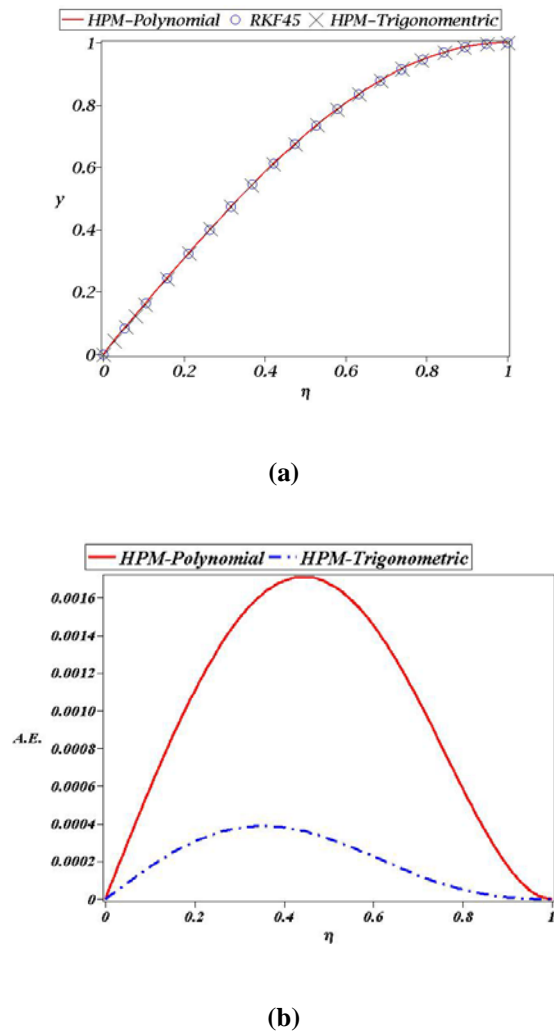 HPM-Polynomial RKF45 HPM-Trigonomentric
1
0.8
0.6
y
0.4
0.2
0
0 0.2 0.4 0.6 0.8 1
η
(a)
HPM-Polynomial HPM-Trigonometric
0.0016
0.0014
0.0012
0.0010
A.E.
0.0008
0.0006
0.0004
0.0002
0
0 0.2 0.4 0.6 0.8 1
η
(b)